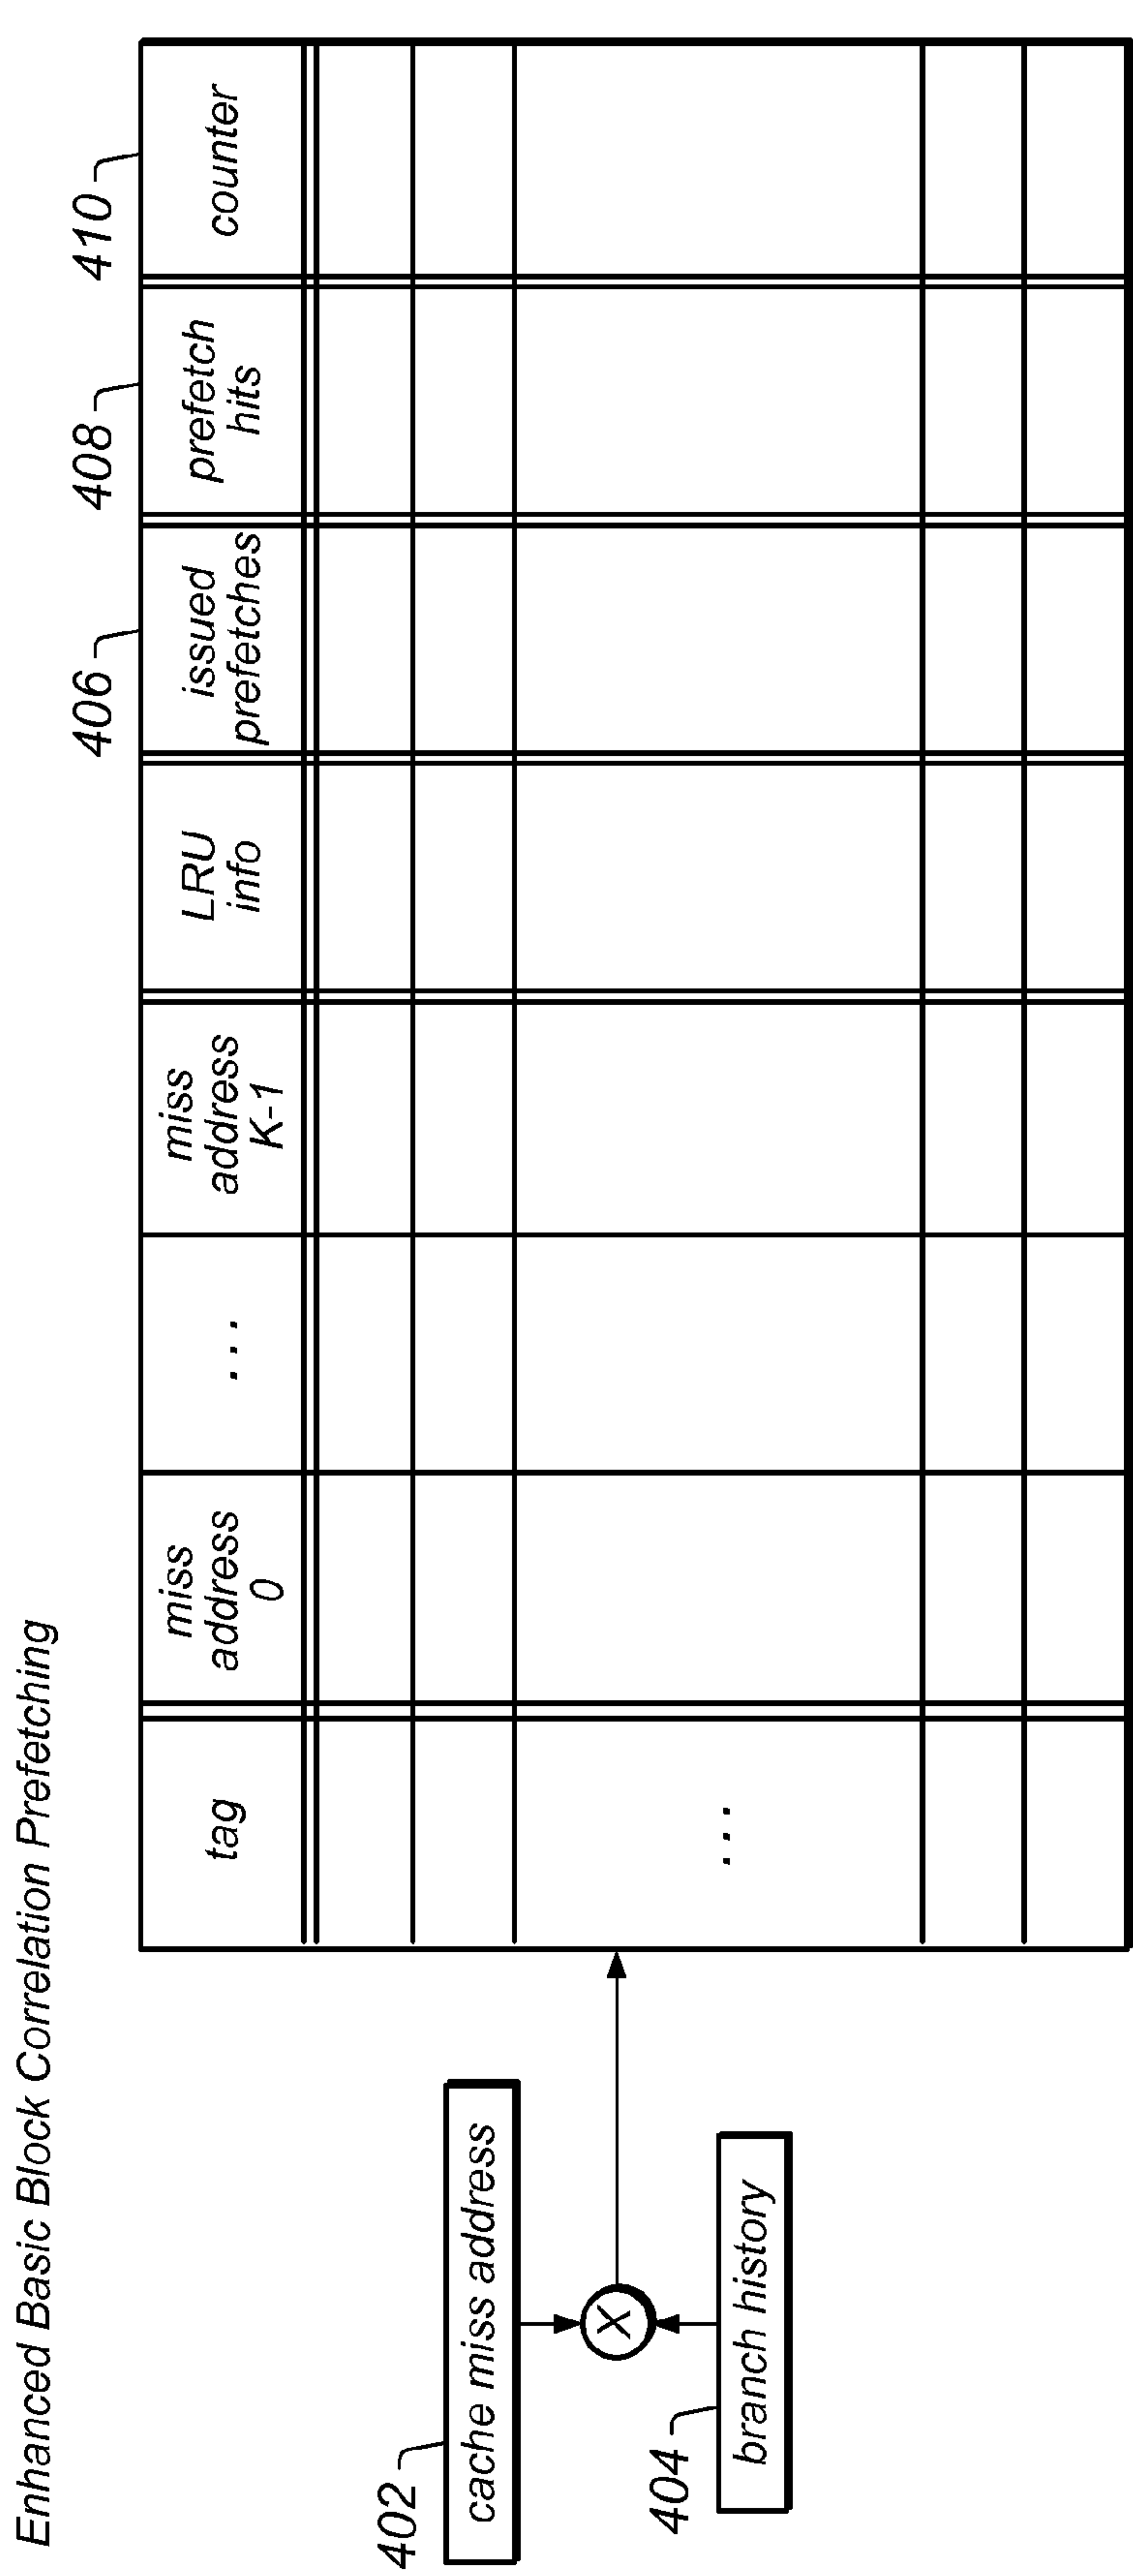 Enhanced Basic Block Correlation Prefetching
402
cache miss address
404
branch history
X
tag
miss
address
0
...
miss
address
K-1
LRU
info
406
issued
prefetches
408
prefetch
hits
410
counter
...